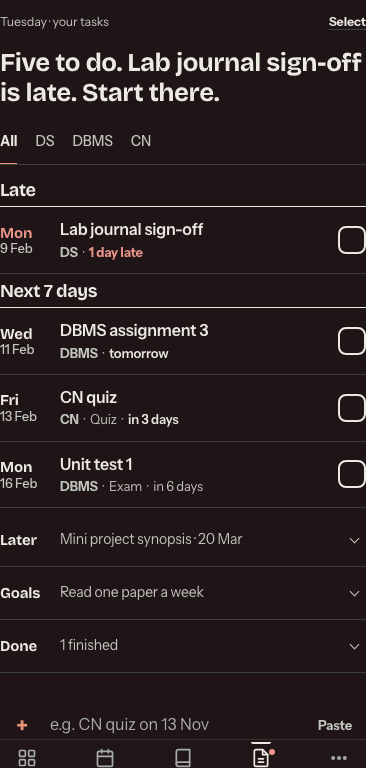 Tuesday · your tasks
Select
Five to do. Lab journal sign-off
is late. Start there.
All DS DBMS CN
Late
Mon
9 Feb
Lab journal sign-off
DS · 1 day late
Next 7 days
Wed
11 Feb
DBMS assignment 3
DBMS · tomorrow
Fri
13 Feb
CN quiz
CN · Quiz · in 3 days
Mon
16 Feb
Unit test 1
DBMS · Exam · in 6 days
Later Mini project synopsis · 20 Mar
Goals Read one paper a week
Done 1 finished
+ e.g. CN quiz on 13 Nov Paste